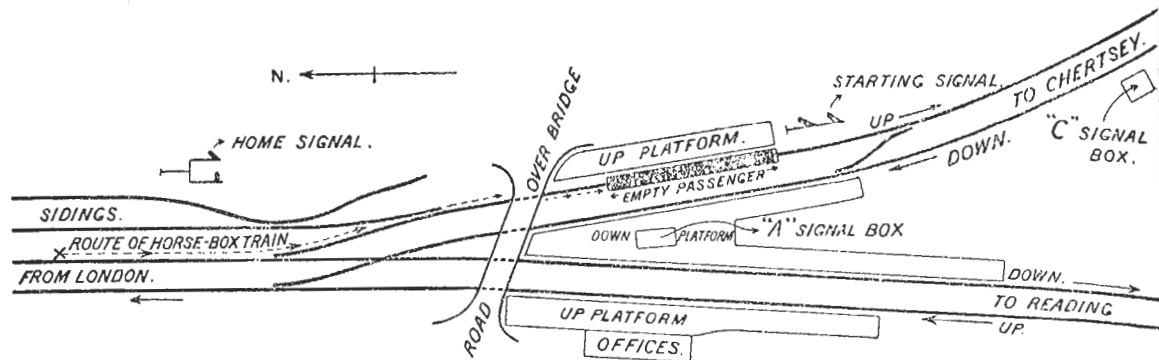 N.
HOME SIGNAL.
OVER BRIDGE
ROAD
STARTING SIGNAL.
UP
TO CHERTSEY.
"C" SIGNAL
BOX.
UP PLATFORM.
EMPTY PASSENGER
DOWN.
SIDINGS.
ROUTE OF HORSE-BOX TRAIN
FROM LONDON.
DOWN
PLATFORM
"A" SIGNAL BOX
DOWN.
TO READING
UP.
UP PLATFORM
OFFICES.